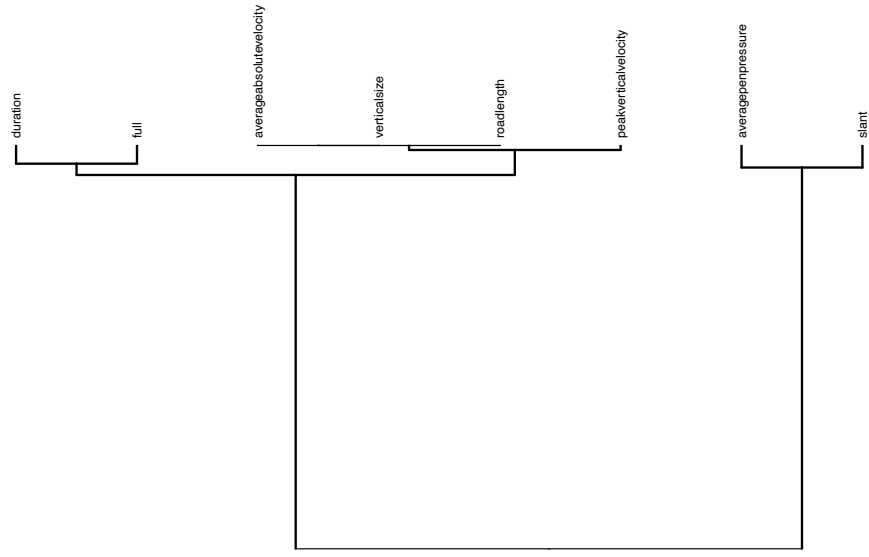 duration
full
averageabsolutevelocity
verticalsize
roadlength
peakverticalvelocity
averagepenpressure
slant